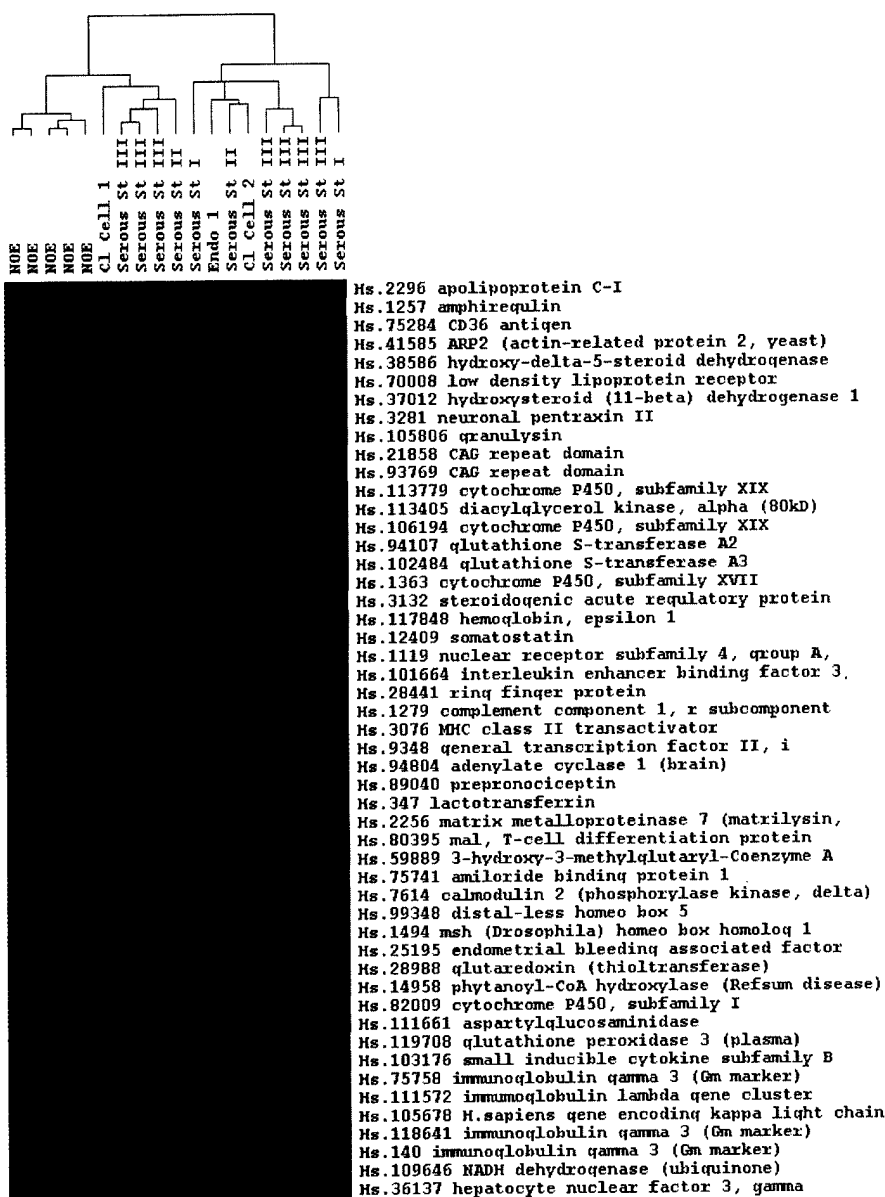 NOE
NOE
NOE
NOE
NOE
Cl Cell 1
Serous St III
Serous St III
Serous St III
Serous St II
Serous St I
Endo 1
Serous St II
Cl Cell 2
Serous St III
Serous St III
Serous St III
Serous St III
Serous St I
Hs.2296 apolipoprotein C-I
Hs.1257 amphiregulin
Hs.75284 CD36 antigen
Hs.41585 ARP2 (actin-related protein 2, yeast)
Hs.38586 hydroxy-delta-5-steroid dehydrogenase
Hs.70008 low density lipoprotein receptor
Hs.37012 hydroxysteroid (11-beta) dehydrogenase 1
Hs.3281 neuronal pentraxin II
Hs.105806 granulysin
Hs.21858 CAG repeat domain
Hs.93769 CAG repeat domain
Hs.113779 cytochrome P450, subfamily XIX
Hs.113405 diacylglycerol kinase, alpha (80kD)
Hs.106194 cytochrome P450, subfamily XIX
Hs.94107 glutathione S-transferase A2
Hs.102484 glutathione S-transferase A3
Hs.1363 cytochrome P450, subfamily XVII
Hs.3132 steroidogenic acute regulatory protein
Hs.117848 hemoglobin, epsilon 1
Hs.12409 somatostatin
Hs.1119 nuclear receptor subfamily 4, group A,
Hs.101664 interleukin enhancer binding factor 3,
Hs.28441 ring finger protein
Hs.1279 complement component 1, r subcomponent
Hs.3076 MHC class II transactivator
Hs.9348 general transcription factor II, i
Hs.94804 adenylate cyclase 1 (brain)
Hs.89040 prepronociceptin
Hs.347 lactotransferrin
Hs.2256 matrix metalloproteinase 7 (matrilysin,
Hs.80395 mal, T-cell differentiation protein
Hs.59889 3-hydroxy-3-methylglutaryl-Coenzyme A
Hs.75741 amiloride binding protein 1
Hs.7614 calmodulin 2 (phosphorylase kinase, delta)
Hs.99348 distal-less homeo box 5
Hs.1494 msh (Drosophila) homeo box homolog 1
Hs.25195 endometrial bleeding associated factor
Hs.28988 glutaredoxin (thioltransferase)
Hs.14958 phytanoyl-CoA hydroxylase (Refsum disease)
Hs.82009 cytochrome P450, subfamily I
Hs.111661 aspartylglucosaminidase
Hs.119708 glutathione peroxidase 3 (plasma)
Hs.103176 small inducible cytokine subfamily B
Hs.75758 immunoglobulin gamma 3 (Gm marker)
Hs.111572 immumoglobulin lambda gene cluster
Hs.105678 H.sapiens gene encoding kappa light chain
Hs.118641 immunoglobulin gamma 3 (Gm marker)
Hs.140 immunoglobulin gamma 3 (Gm marker)
Hs.109646 NADH dehydrogenase (ubiquinone)
Hs.36137 hepatocyte nuclear factor 3, gamma